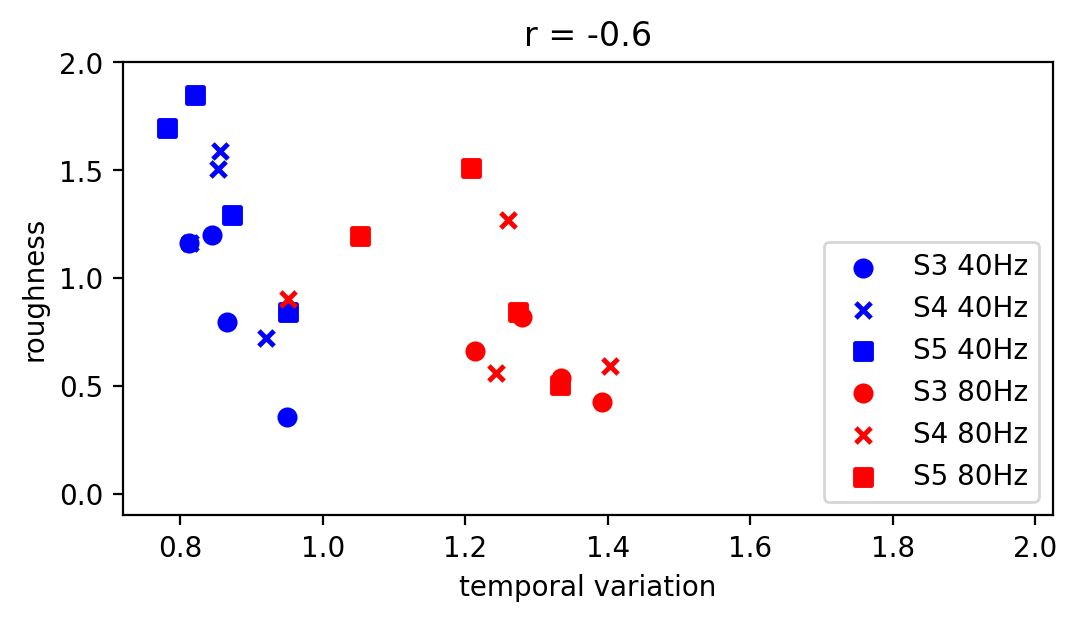 r = -0.6
2.0
1.5
1.0
0.5
0.0
roughness
S3 40Hz
S4 40Hz
S5 40Hz
S3 80Hz
S4 80Hz
S5 80Hz
0.8 1.0 1.2 1.4 1.6 1.8 2.0
temporal variation